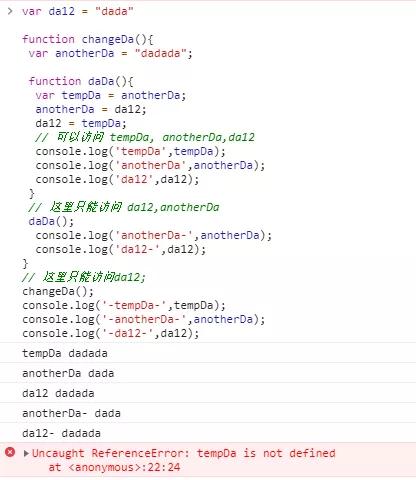 var da12 = "dada"
function changeDa(){
var anotherDa = "dadada";
function daDa(){
var tempDa = anotherDa;
anotherDa = da12;
da12 = tempDa;
// 可以访问 tempDa, anotherDa,da12
console.log('tempDa',tempDa);
console.log('anotherDa',anotherDa);
console.log('da12',da12);
}
// 这里只能访问 da12,anotherDa
daDa();
console.log('anotherDa-',anotherDa);
console.log('da12-',da12);
}
// 这里只能访问da12;
changeDa();
console.log('-tempDa-',tempDa);
console.log('-anotherDa-',anotherDa);
console.log('-da12-',da12);
tempDa dadada
anotherDa dada
da12 dadada
anotherDa- dada
da12- dadada
Uncaught ReferenceError: tempDa is not defined
at <anonymous>:22:24